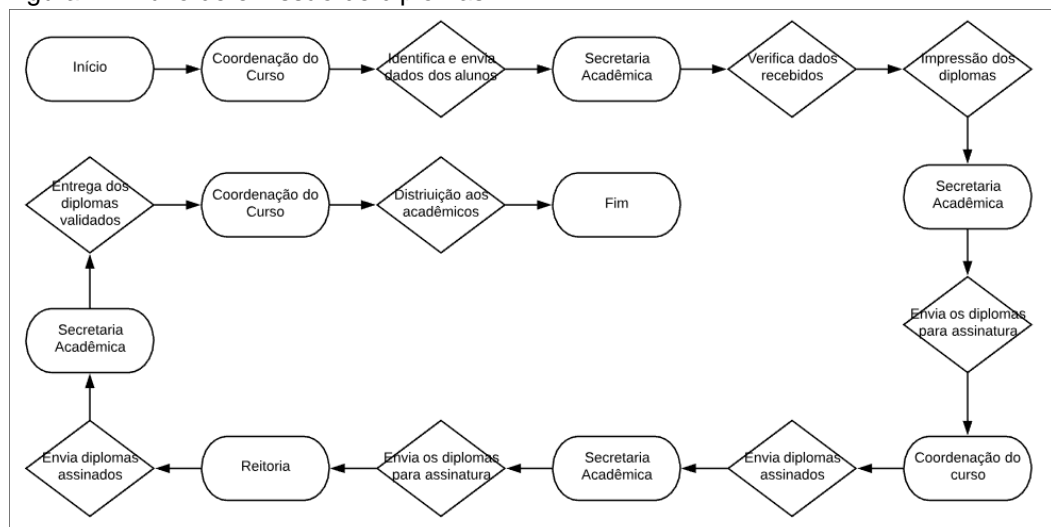 Início
Coordenação do
Curso
Identifica e envia
dados dos alunos
Secretaria
Acadêmica
Verifica dados
recebidos
Impressão dos
diplomas
Secretaria
Acadêmica
Envia os diplomas
para assinatura
Coordenação do
curso
Envia diplomas
assinados
Secretaria
Acadêmica
Envia os diplomas
para assinatura
Reitoria
Envia diplomas
assinados
Secretaria
Acadêmica
Entrega dos
diplomas
validados
Coordenação do
Curso
Distriuição aos
acadêmicos
Fim